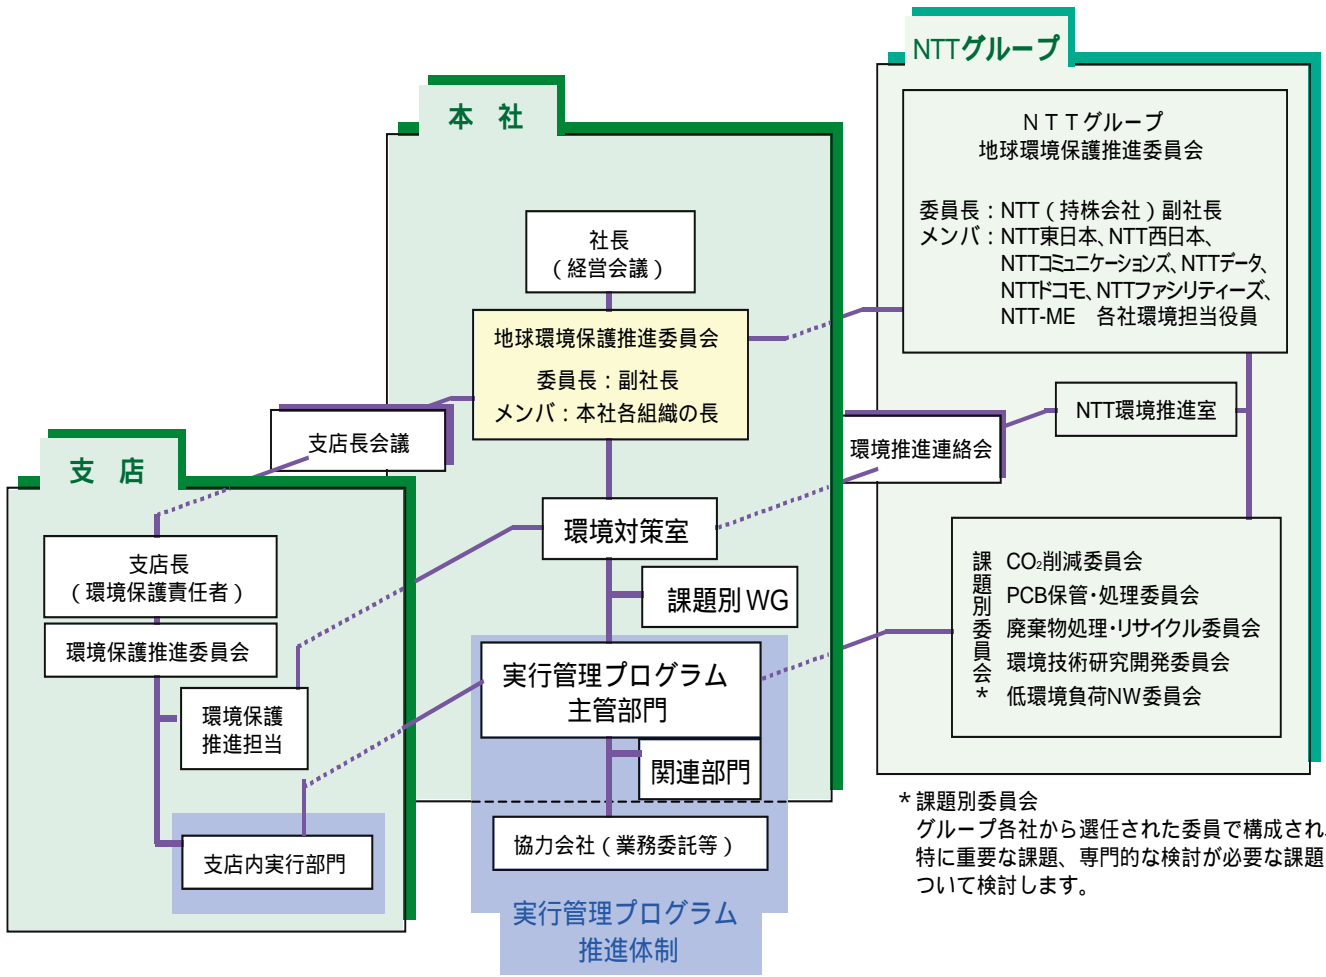 NTTグループ
NTTグループ
地球環境保護推進委員会
委員長：NTT（持株会社）副社長
メンバ：NTT東日本、NTT西日本、
NTTコミュニケーションズ、NTTデータ、
NTTドコモ、NTTファシリティーズ、
NTT-ME　各社環境担当役員
NTT環境推進室
課題別委員会＊
CO₂削減委員会
PCB保管・処理委員会
廃棄物処理・リサイクル委員会
環境技術研究開発委員会
低環境負荷NW委員会
＊課題別委員会
グループ各社から選任された委員で構成され、
特に重要な課題、専門的な検討が必要な課題
ついて検討します。
環境推進連絡会
本　社
社長
（経営会議）
地球環境保護推進委員会
委員長：副社長
メンバ：本社各組織の長
環境対策室
課題別WG
実行管理プログラム
主管部門
関連部門
協力会社（業務委託等）
実行管理プログラム
推進体制
支店長会議
支　店
支店長
（環境保護責任者）
環境保護推進委員会
環境保護
推進担当
支店内実行部門